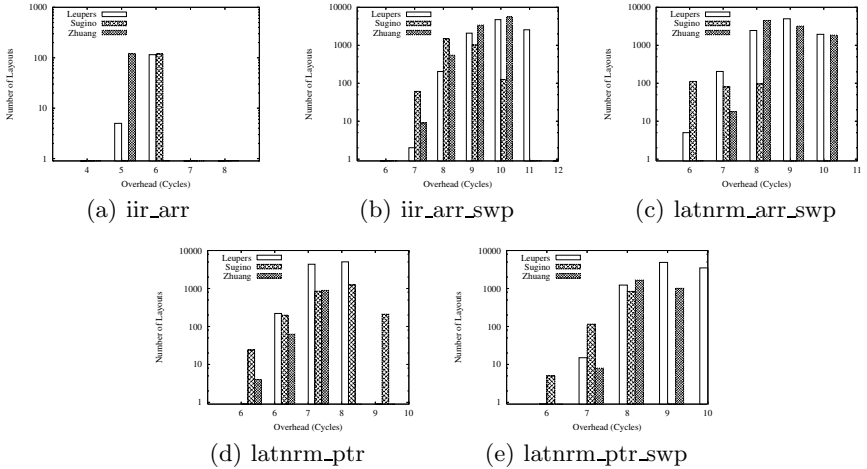 Leupers
Sugino
Zhuang
Number of Layouts
1000
100
10
1
4 5 6 7 8
Overhead (Cycles)
(a) iir_arr
Leupers
Sugino
Zhuang
Number of Layouts
10000
1000
100
10
1
6 7 8 9 10 11 12
Overhead (Cycles)
(b) iir_arr_swp
Leupers
Sugino
Zhuang
Number of Layouts
10000
1000
100
10
1
6 7 8 9 10 11
Overhead (Cycles)
(c) latnrm_arr_swp
Leupers
Sugino
Zhuang
Number of Layouts
10000
1000
100
10
1
6 6 7 8 9 10
Overhead (Cycles)
(d) latnrm_ptr
Leupers
Sugino
Zhuang
Number of Layouts
10000
1000
100
10
1
6 7 8 9 10
Overhead (Cycles)
(e) latnrm_ptr_swp